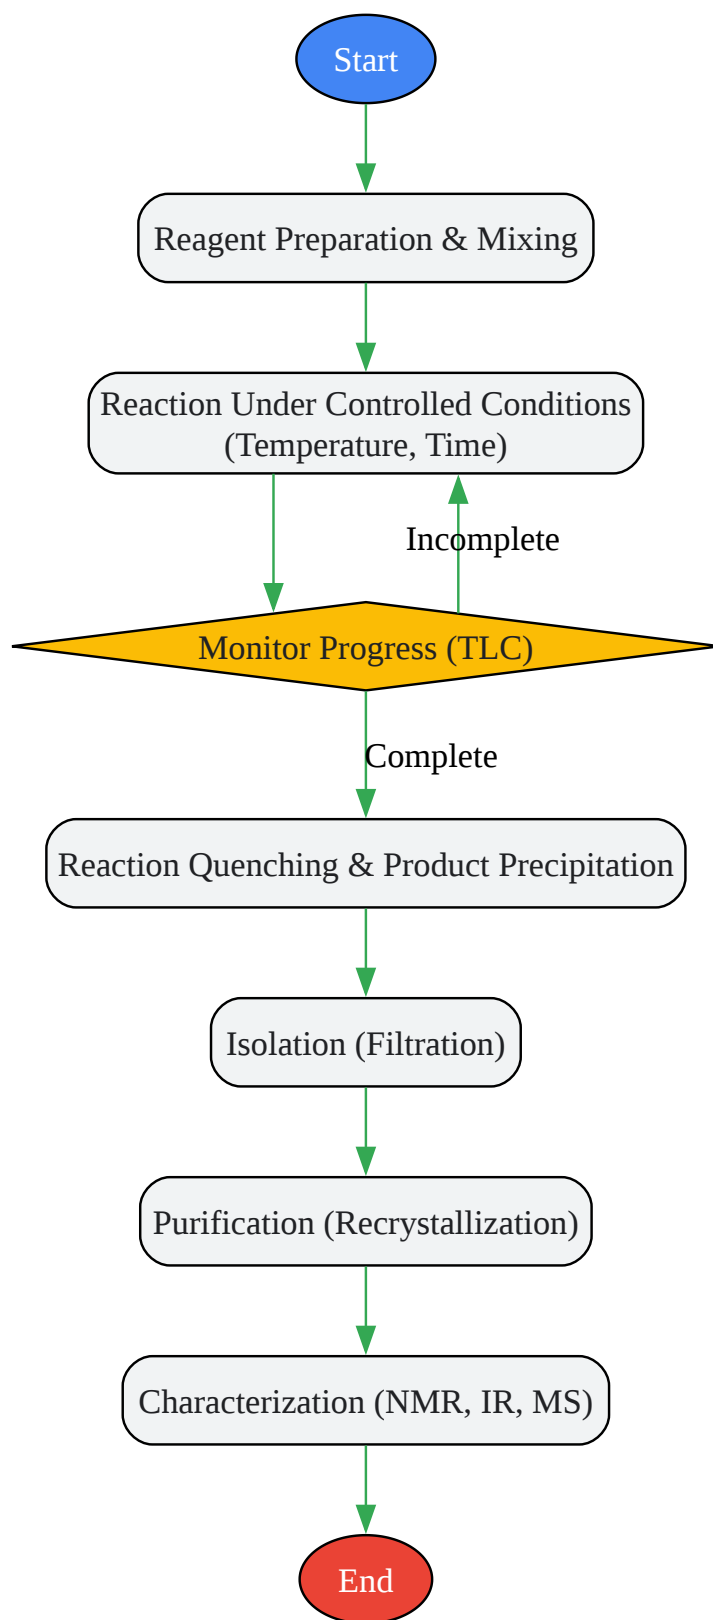 Start
Reagent Preparation & Mixing
Reaction Under Controlled Conditions
(Temperature, Time)
Incomplete
Monitor Progress (TLC)
Complete
Reaction Quenching & Product Precipitation
Isolation (Filtration)
Purification (Recrystallization)
Characterization (NMR, IR, MS)
End